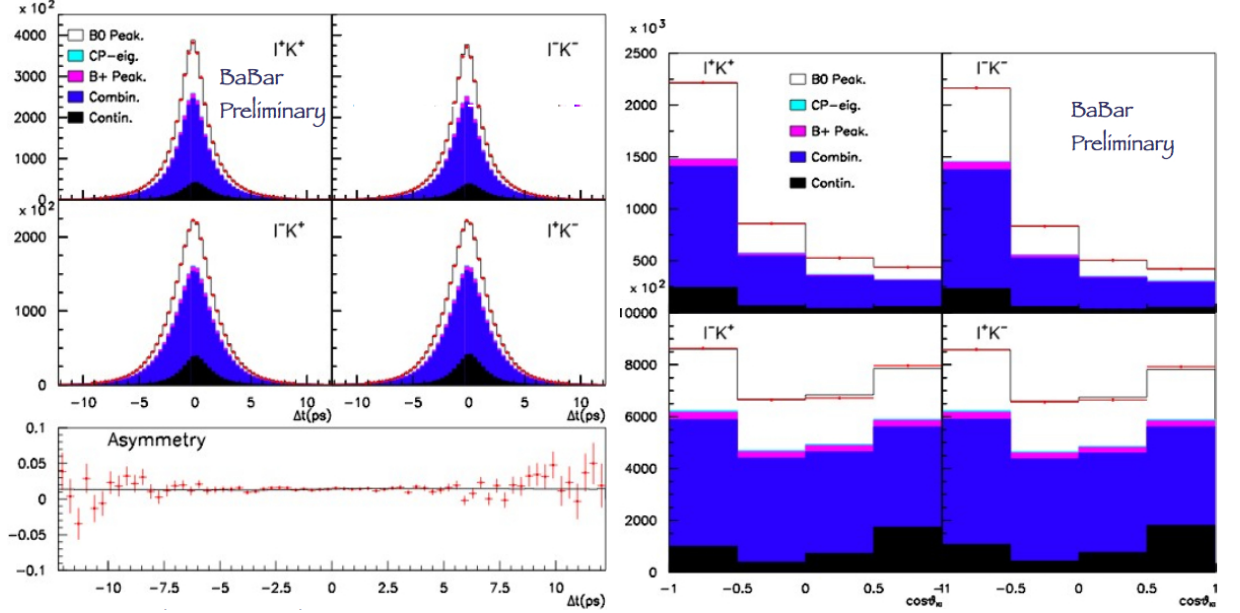 x 10²
4000
3000
2000
1000
0
B0 Peak.
CP-eig.
B+ Peak.
Combin.
Contin.
l⁺K⁺
BaBar
Preliminary
l⁻K⁻
x 10²
2000
1000
0
l⁻K⁺
l⁺K⁻
-10 -5 0 5 10
Δt(ps)
-10 -5 0 5 10
Δt(ps)
0.1
0.05
0
-0.05
-0.1
Asymmetry
-10 -7.5 -5 -2.5 0 2.5 5 7.5 10
Δt(ps)
x 10³
2500
2000
1500
1000
500
l⁺K⁺
B0 Peak.
CP-eig.
B+ Peak.
Combin.
Contin.
l⁻K⁻
BaBar
Preliminary
x 10²
10000
8000
6000
4000
2000
0
l⁻K⁺
l⁺K⁻
-1 -0.5 0 0.5 -1 -0.5 0 0.5 1